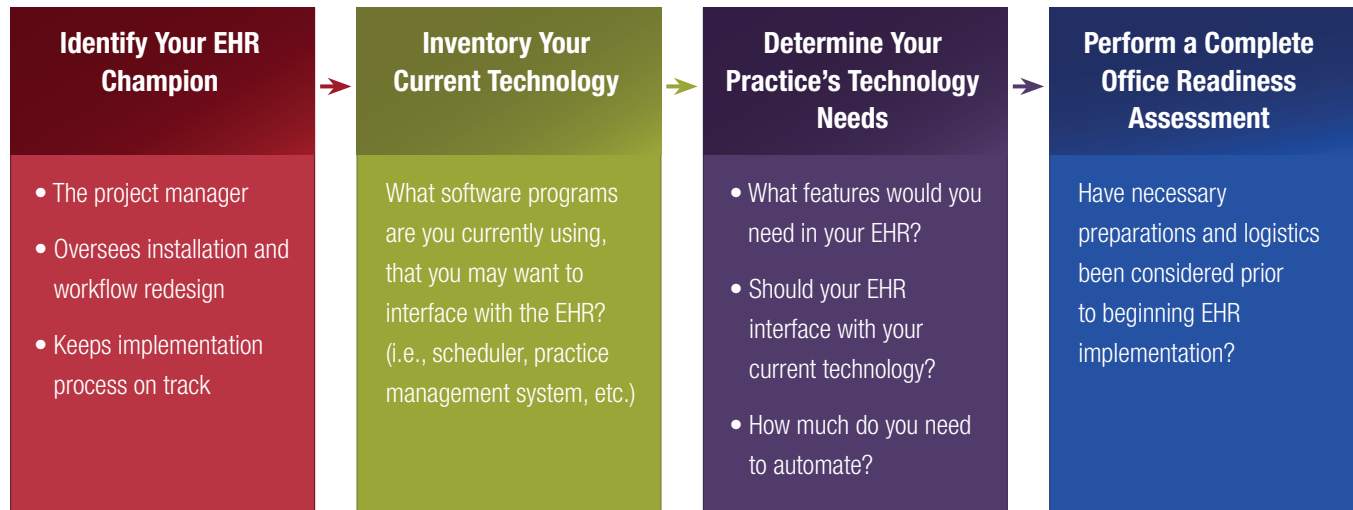 Identify Your EHR
Champion
• The project manager
• Oversees installation and
workflow redesign
• Keeps implementation
process on track
Inventory Your
Current Technology
What software programs
are you currently using,
that you may want to
interface with the EHR?
(i.e., scheduler, practice
management system, etc.)
Determine Your
Practice’s Technology
Needs
• What features would you
need in your EHR?
• Should your EHR
interface with your
current technology?
• How much do you need
to automate?
Perform a Complete
Office Readiness
Assessment
Have necessary
preparations and logistics
been considered prior
to beginning EHR
implementation?